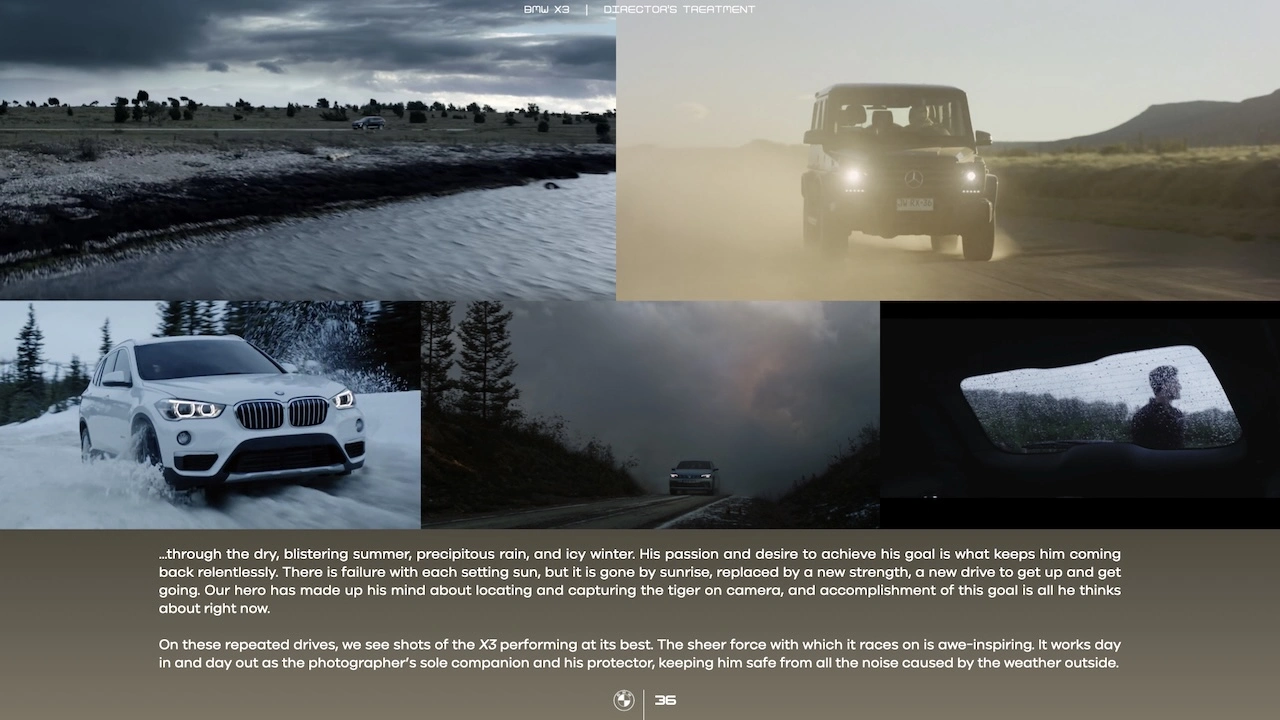 BMW X3 | DIRECTOR'S TREATMENT
...through the dry, blistering summer, precipitous rain, and icy winter. His passion and desire to achieve his goal is what keeps him coming
back relentlessly. There is failure with each setting sun, but it is gone by sunrise, replaced by a new strength, a new drive to get up and get
going. Our hero has made up his mind about locating and capturing the tiger on camera, and accomplishment of this goal is all he thinks
about right now.
On these repeated drives, we see shots of the X3 performing at its best. The sheer force with which it races on is awe-inspiring. It works day
in and day out as the photographer's sole companion and his protector, keeping him safe from all the noise caused by the weather outside.
36